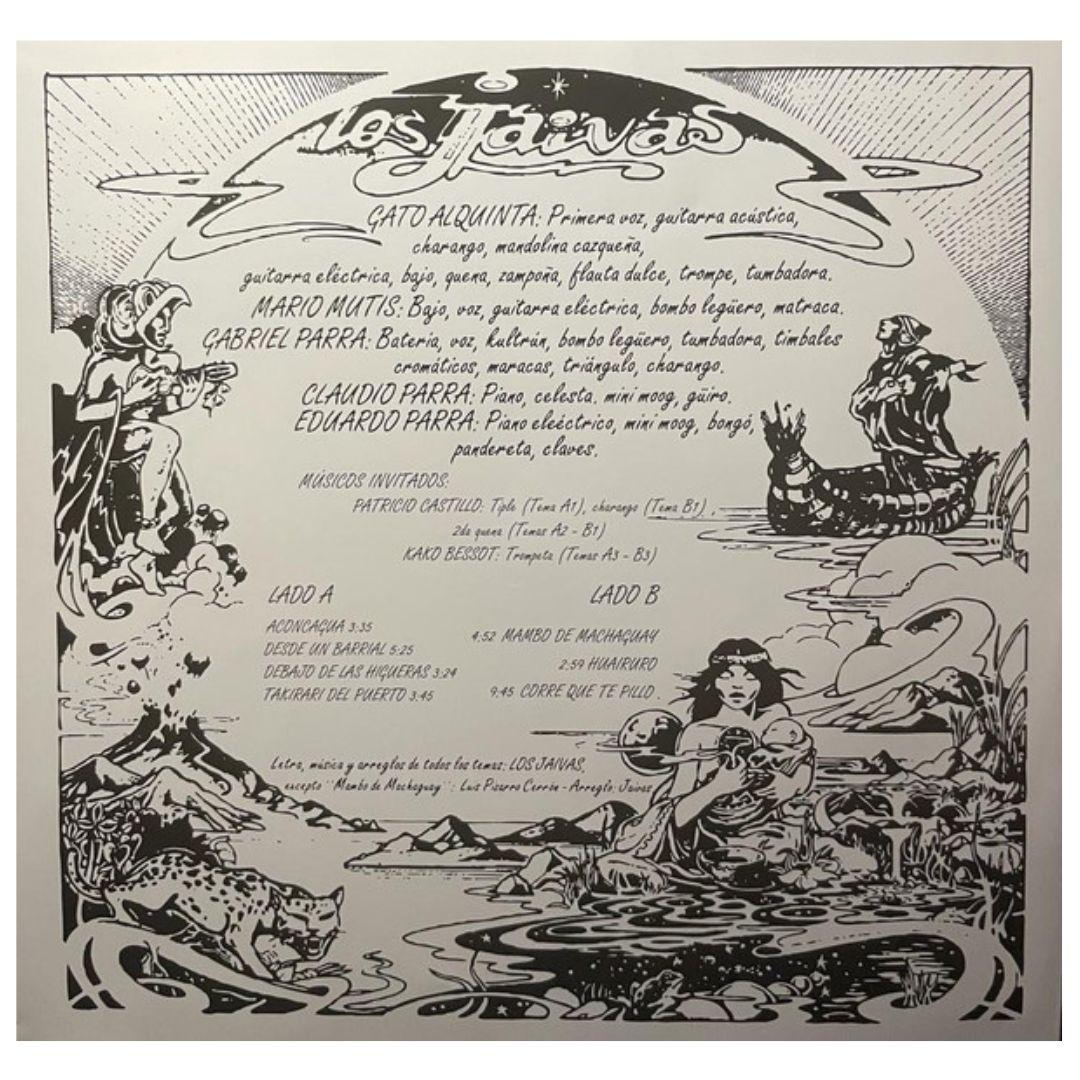 Los Jaivas
GATO ALQUINTA: Primera voz, guitarra acústica,
charango, mandolina cazqueña,
guitarra eléctrica, bajo, quena, zampoña, flauta dulce, trompe, tumbadora.
MARIO MUTIS: Bajo, voz, guitarra eléctrica, bombo legüero, matraca.
GABRIEL PARRA: Batería, voz, kultrún, bombo legüero, tumbadora, timbales
cromáticos, maracas, triángulo, charango.
CLAUDIO PARRA: Piano, celesta. mini moog, güiro.
EDUARDO PARRA: Piano eleéctrico, mini moog, bongó,
pandereta, claves.
MÚSICOS INVITADOS:
PATRICIO CASTILLO: Tiple (Tema A1), charango (Tema B1) ,
2da quena (Temas A2 - B1)
KAKO BESSOT: Trompeta (Temas A3 - B3)
LADO A
ACONCAGUA 3:35
DESDE UN BARRIAL 5:25
DEBAJO DE LAS HIGUERAS 3:24
TAKIRARI DEL PUERTO 3:45
LADO B
4:52 MAMBO DE MACHAGUAY
2:59 HUAIRURO
9:45 CORRE QUE TE PILLO .
Letra, música y arreglos de todos los temas: LOS JAIVAS,
excepto ¨Mambo de Machaguay¨: Luis Pisarro Cerrón - Arreglo: Jaivas